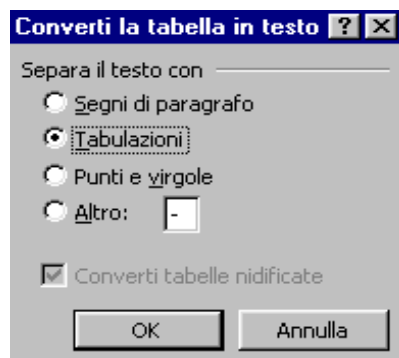 Converti la tabella in testo ? X
Separa il testo con
Segni di paragrafo
Tabulazioni
Punti e virgole
Altro: -
Converti tabelle nidificate
OK Annulla